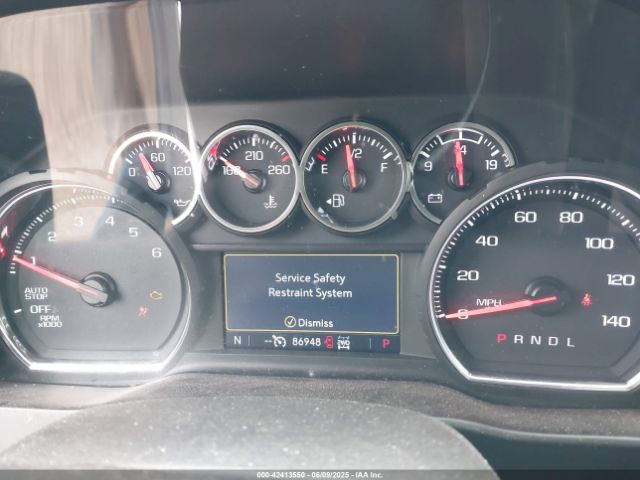 0 60 120
160 210 260
E 1/2 F
9 14 19
1 2 3 4 5 6
AUTO
STOP
OFF
RPM
x1000
Service Safety
Restraint System
Dismiss
N -- 86948 P
0 20 40 60 80 100 120 140
MPH
P R N D L
000-42413550 - 06/09/2025 - IAA Inc.